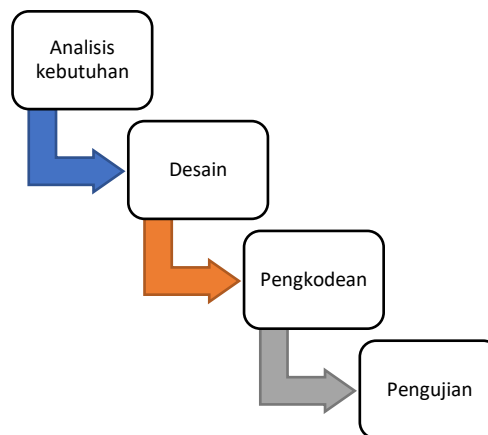 Analisis
kebutuhan
Desain
Pengkodean
Pengujian